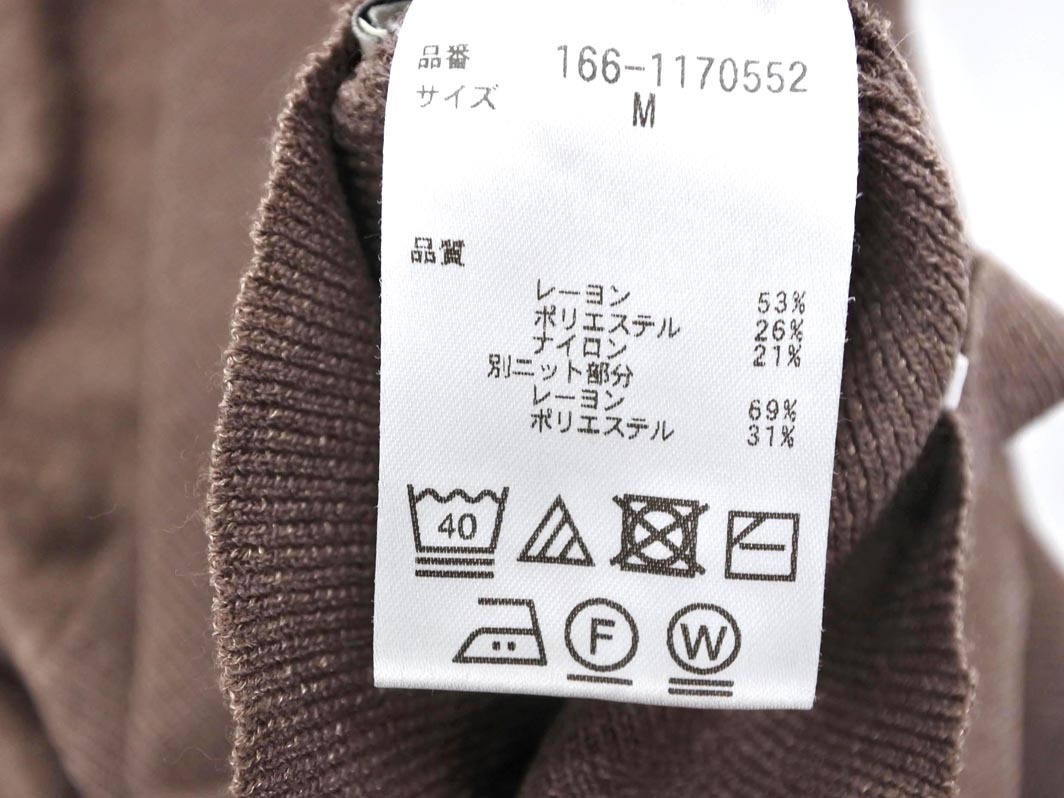 品番 166-1170552
サイズ M
品質
レーヨン 53%
ポリエステル 26%
ナイロン 21%
別ニット部分
レーヨン 69%
ポリエステル 31%
40
F W